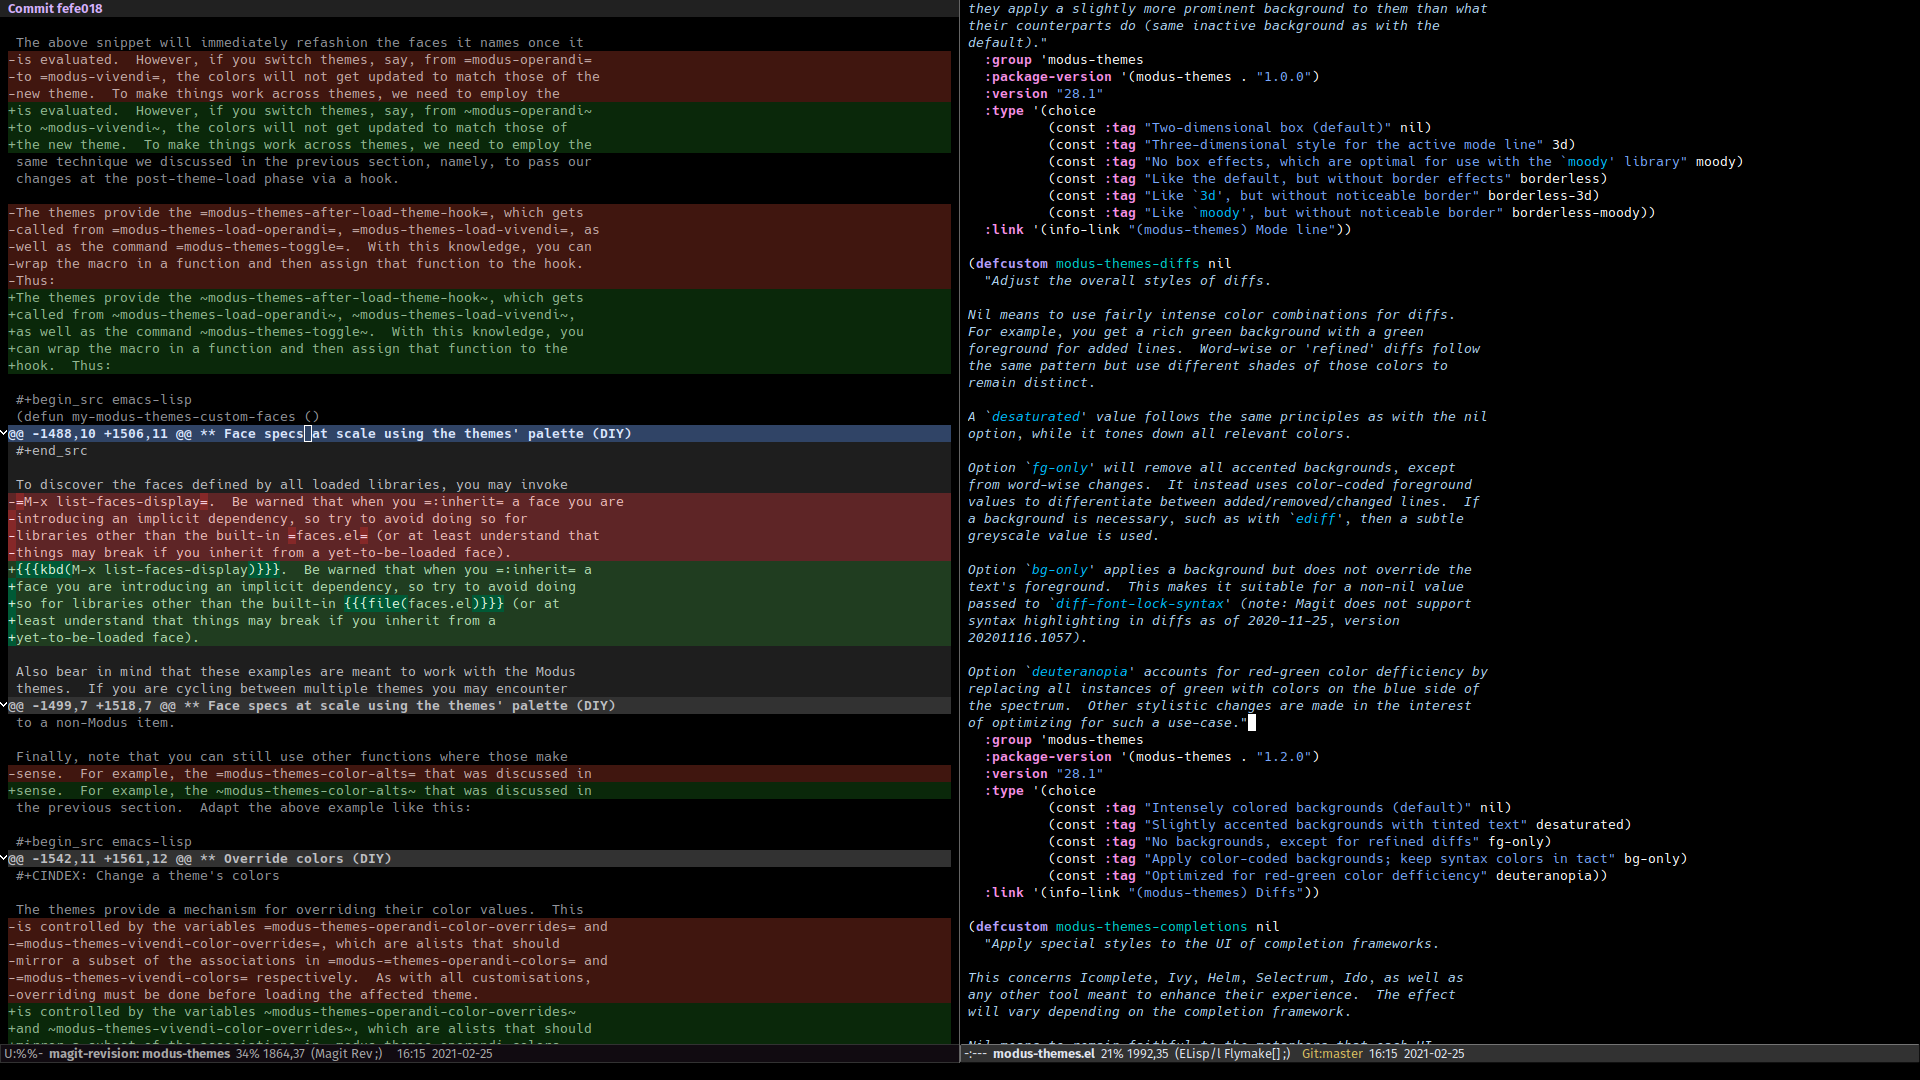 Commit fefe018
 The above snippet will immediately refashion the faces it names once it
-is evaluated.  However, if you switch themes, say, from =modus-operandi=
-to =modus-vivendi=, the colors will not get updated to match those of the
-new theme.  To make things work across themes, we need to employ the
+is evaluated.  However, if you switch themes, say, from ~modus-operandi~
+to ~modus-vivendi~, the colors will not get updated to match those of
+the new theme.  To make things work across themes, we need to employ the
 same technique we discussed in the previous section, namely, to pass our
 changes at the post-theme-load phase via a hook.
-The themes provide the =modus-themes-after-load-theme-hook=, which gets
-called from =modus-themes-load-operandi=, =modus-themes-load-vivendi=, as
-well as the command =modus-themes-toggle=.  With this knowledge, you can
-wrap the macro in a function and then assign that function to the hook.
-Thus:
+The themes provide the ~modus-themes-after-load-theme-hook~, which gets
+called from ~modus-themes-load-operandi~, ~modus-themes-load-vivendi~,
+as well as the command ~modus-themes-toggle~.  With this knowledge, you
+can wrap the macro in a function and then assign that function to the
+hook.  Thus:
 #+begin_src emacs-lisp
 (defun my-modus-themes-custom-faces ()
@@ -1488,10 +1506,11 @@ ** Face specs at scale using the themes' palette (DIY)
 #+end_src
 To discover the faces defined by all loaded libraries, you may invoke
-=M-x list-faces-display=.  Be warned that when you =:inherit= a face you are
-introducing an implicit dependency, so try to avoid doing so for
-libraries other than the built-in =faces.el= (or at least understand that
-things may break if you inherit from a yet-to-be-loaded face).
+{{{kbd(M-x list-faces-display)}}}.  Be warned that when you =:inherit= a
+face you are introducing an implicit dependency, so try to avoid doing
+so for libraries other than the built-in {{{file(faces.el)}}} (or at
+least understand that things may break if you inherit from a
+yet-to-be-loaded face).
 Also bear in mind that these examples are meant to work with the Modus
 themes.  If you are cycling between multiple themes you may encounter
@@ -1499,7 +1518,7 @@ ** Face specs at scale using the themes' palette (DIY)
 to a non-Modus item.
 Finally, note that you can still use other functions where those make
-sense.  For example, the =modus-themes-color-alts= that was discussed in
+sense.  For example, the ~modus-themes-color-alts~ that was discussed in
 the previous section.  Adapt the above example like this:
 #+begin_src emacs-lisp
@@ -1542,11 +1561,12 @@ ** Override colors (DIY)
 #+CINDEX: Change a theme's colors
 The themes provide a mechanism for overriding their color values.  This
-is controlled by the variables =modus-themes-operandi-color-overrides= and
-=modus-themes-vivendi-color-overrides=, which are alists that should
-mirror a subset of the associations in =modus-=themes-operandi-colors= and
-=modus-themes-vivendi-colors= respectively.  As with all customisations,
-overriding must be done before loading the affected theme.
+is controlled by the variables ~modus-themes-operandi-color-overrides~
+and ~modus-themes-vivendi-color-overrides~, which are alists that should
U:%%- magit-revision: modus-themes 34% 1864,37 (Magit Rev ;) 16:15 2021-02-25
they apply a slightly more prominent background to them than what
their counterparts do (same inactive background as with the
default)."
  :group 'modus-themes
  :package-version '(modus-themes . "1.0.0")
  :version "28.1"
  :type '(choice
          (const :tag "Two-dimensional box (default)" nil)
          (const :tag "Three-dimensional style for the active mode line" 3d)
          (const :tag "No box effects, which are optimal for use with the `moody' library" moody)
          (const :tag "Like the default, but without border effects" borderless)
          (const :tag "Like `3d', but without noticeable border" borderless-3d)
          (const :tag "Like `moody', but without noticeable border" borderless-moody))
  :link '(info-link "(modus-themes) Mode line"))
(defcustom modus-themes-diffs nil
  "Adjust the overall styles of diffs.
Nil means to use fairly intense color combinations for diffs.
For example, you get a rich green background with a green
foreground for added lines.  Word-wise or 'refined' diffs follow
the same pattern but use different shades of those colors to
remain distinct.
A `desaturated' value follows the same principles as with the nil
option, while it tones down all relevant colors.
Option `fg-only' will remove all accented backgrounds, except
from word-wise changes.  It instead uses color-coded foreground
values to differentiate between added/removed/changed lines.  If
a background is necessary, such as with `ediff', then a subtle
greyscale value is used.
Option `bg-only' applies a background but does not override the
text's foreground.  This makes it suitable for a non-nil value
passed to `diff-font-lock-syntax' (note: Magit does not support
syntax highlighting in diffs as of 2020-11-25, version
20201116.1057).
Option `deuteranopia' accounts for red-green color defficiency by
replacing all instances of green with colors on the blue side of
the spectrum.  Other stylistic changes are made in the interest
of optimizing for such a use-case."
  :group 'modus-themes
  :package-version '(modus-themes . "1.2.0")
  :version "28.1"
  :type '(choice
          (const :tag "Intensely colored backgrounds (default)" nil)
          (const :tag "Slightly accented backgrounds with tinted text" desaturated)
          (const :tag "No backgrounds, except for refined diffs" fg-only)
          (const :tag "Apply color-coded backgrounds; keep syntax colors in tact" bg-only)
          (const :tag "Optimized for red-green color defficiency" deuteranopia))
  :link '(info-link "(modus-themes) Diffs"))
(defcustom modus-themes-completions nil
  "Apply special styles to the UI of completion frameworks.
This concerns Icomplete, Ivy, Helm, Selectrum, Ido, as well as
any other tool meant to enhance their experience.  The effect
will vary depending on the completion framework.
-:--- modus-themes.el 21% 1992,35 (ELisp/l Flymake[] ;) Git:master 16:15 2021-02-25